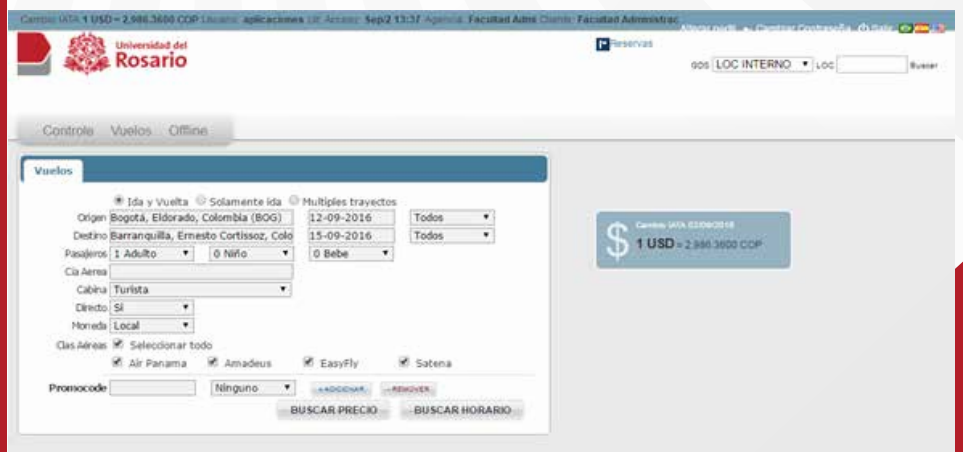 Cambio IATA 1 USD = 2,986.3600 COP Usuario: aplicaciones Ult Acceso: Sep/2 13:37 Agencia: Facultad Adms Cliente: Facultad Administrac
Cambiar Contraseña Salir
Universidad del
Rosario
Reservas
GDS LOC INTERNO LOC Buscar
Controle Vuelos Offline
Vuelos
Ida y Vuelta Solamente ida Multiples trayectos
Origen Bogotá, Eldorado, Colombia (BOG) 12-09-2016 Todos
Destino Barranquilla, Ernesto Cortissoz, Colo 15-09-2016 Todos
Pasajeros 1 Adulto 0 Niño 0 Bebe
Cia Aerea
Cabina Turista
Directo Si
Moneda Local
Cias Aéreas Seleccionar todo
Air Panama Amadeus EasyFly Satena
Promocode Ninguno +ADICIONAR -REMOVER
BUSCAR PRECIO BUSCAR HORARIO
$ Cambio IATA 02/09/2016
1 USD = 2,986.3600 COP